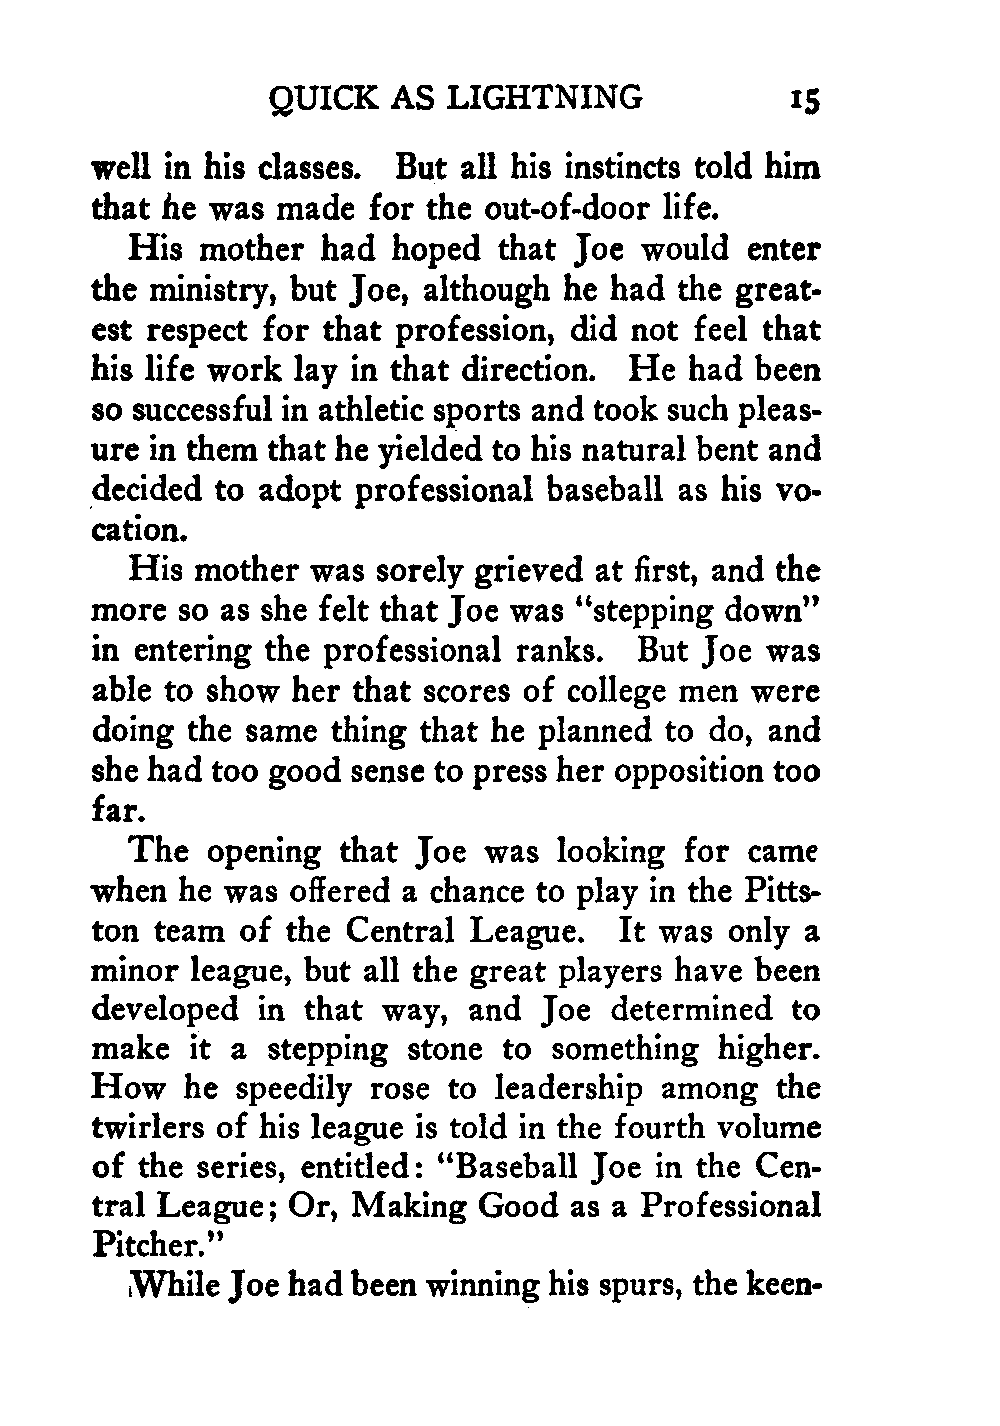 QUICK AS LIGHTNING 15
well in his classes. But all his instincts told him
that he was made for the out-of-door life.
His mother had hoped that Joe would enter
the ministry, but Joe, although he had the great-
est respect for that profession, did not feel that
his life work lay in that direction. He had been
so successful in athletic sports and took such pleas-
ure in them that he yielded to his natural bent and
decided to adopt professional baseball as his vo-
cation.
His mother was sorely grieved at first, and the
more so as she felt that Joe was "stepping down"
in entering the professional ranks. But Joe was
able to show her that scores of college men were
doing the same thing that he planned to do, and
she had too good sense to press her opposition too
far.
The opening that Joe was looking for came
when he was offered a chance to play in the Pitts-
ton team of the Central League. It was only a
minor league, but all the great players have been
developed in that way, and Joe determined to
make it a stepping stone to something higher.
How he speedily rose to leadership among the
twirlers of his league is told in the fourth volume
of the series, entitled: "Baseball Joe in the Cen-
tral League; Or, Making Good as a Professional
Pitcher."
While Joe had been winning his spurs, the keen-